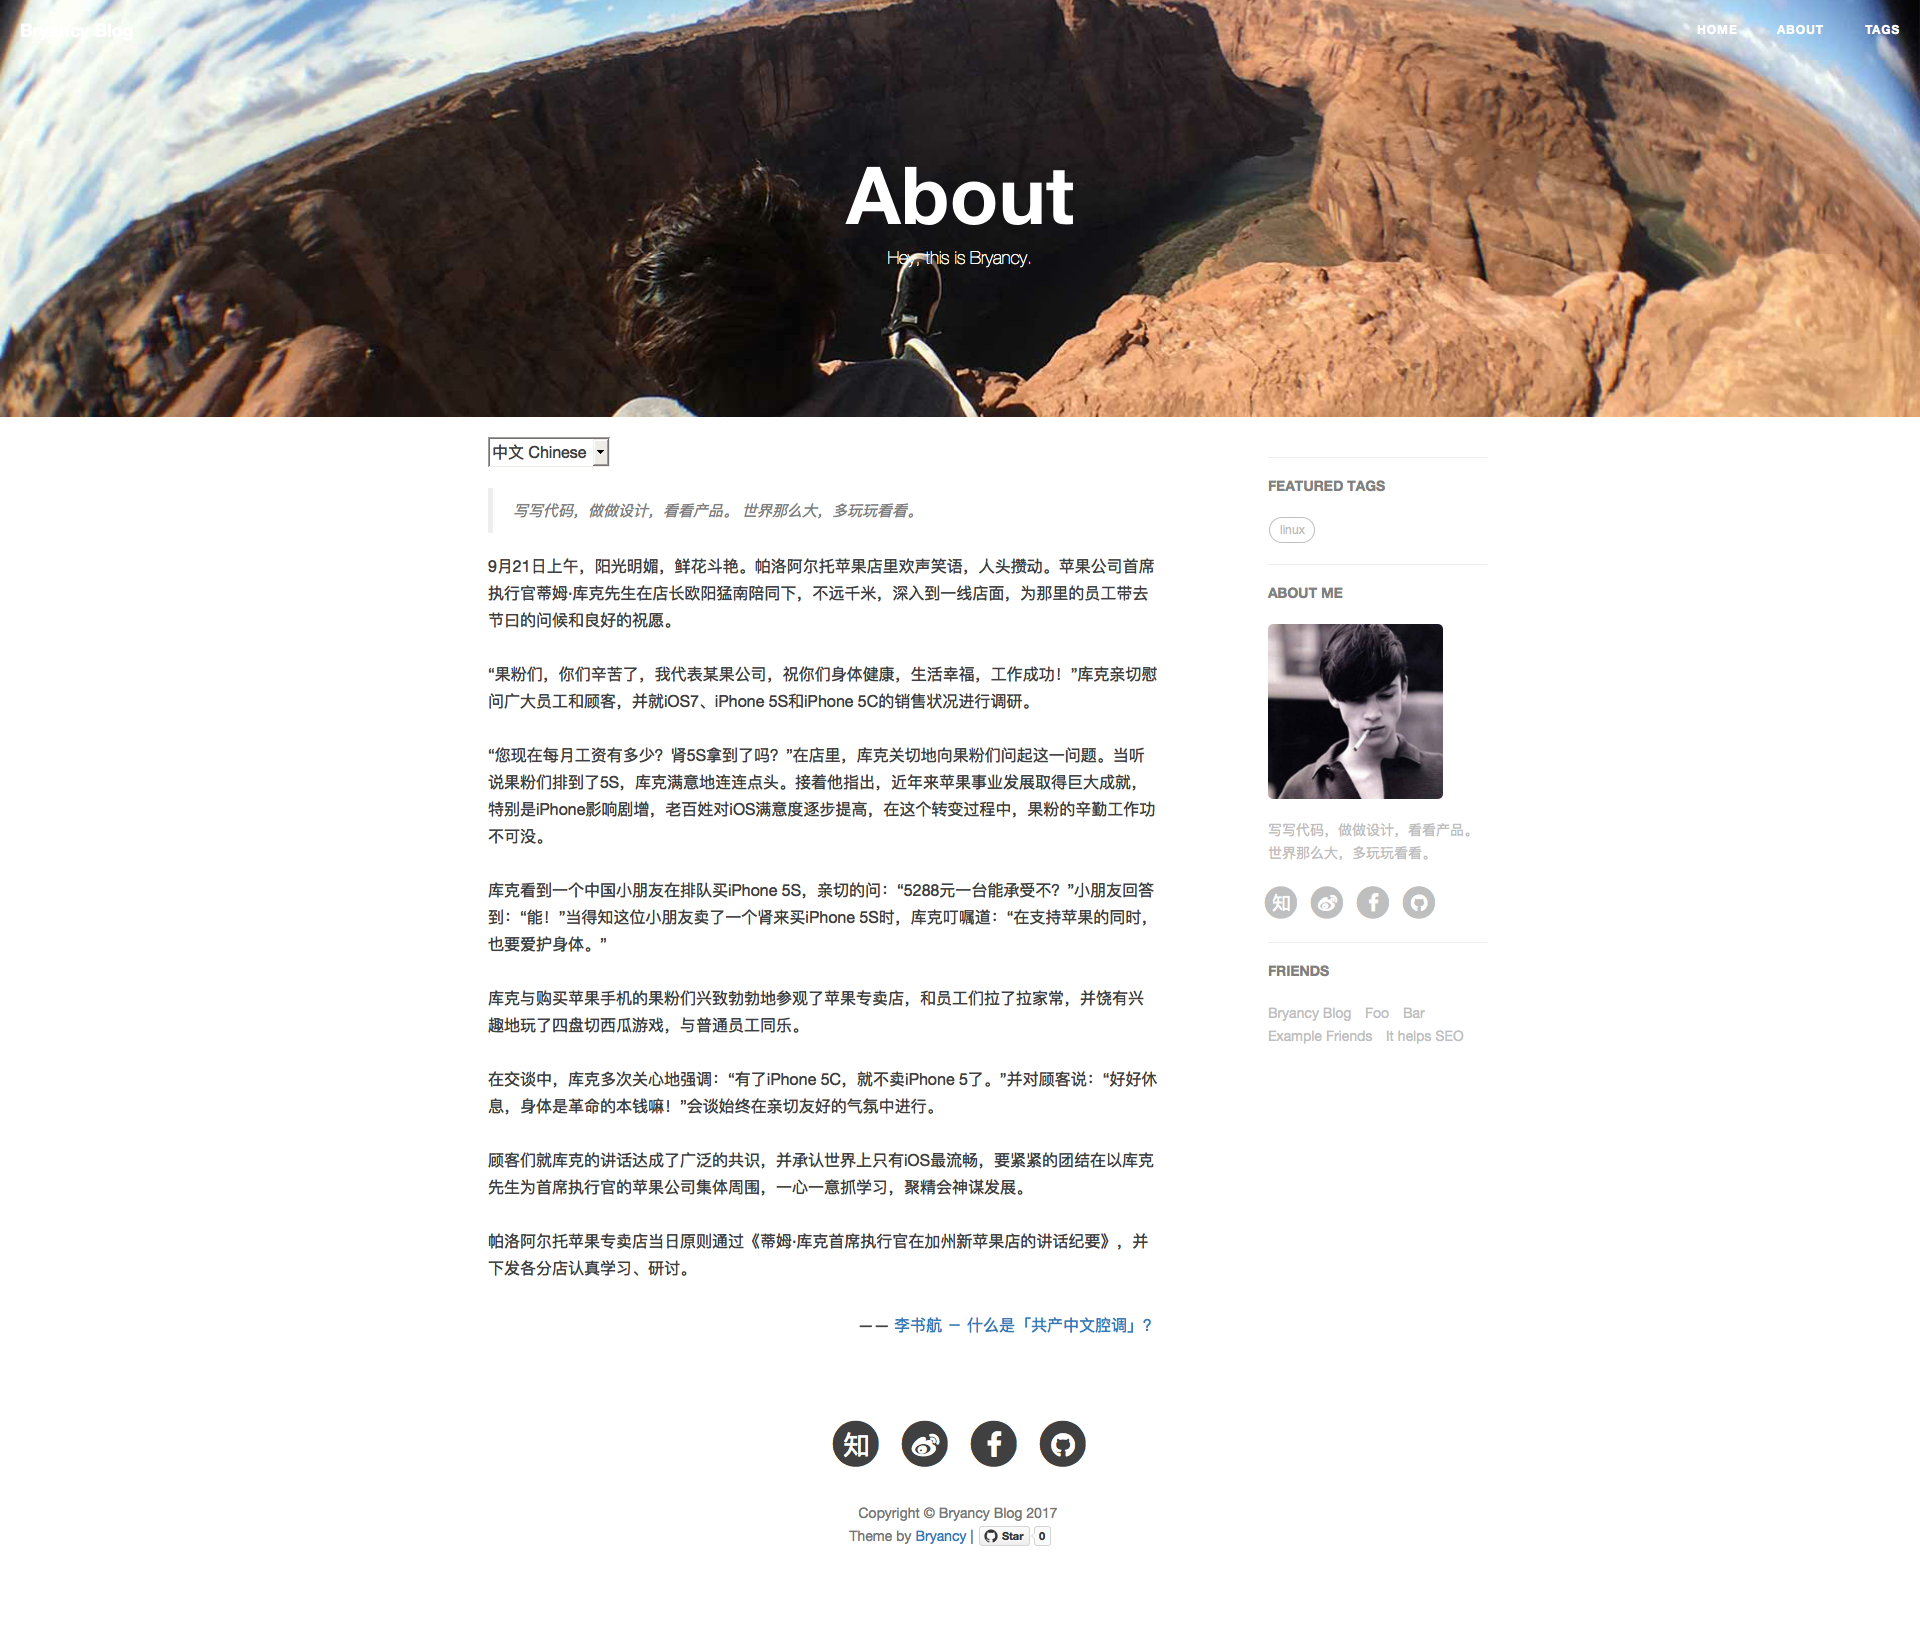 Bryancy Blog
HOME ABOUT TAGS
About
Hey, this is Bryancy.
中文 Chinese
写写代码，做做设计，看看产品。 世界那么大，多玩玩看看。
9月21日上午，阳光明媚，鲜花斗艳。帕洛阿尔托苹果店里欢声笑语，人头攒动。苹果公司首席
执行官蒂姆·库克先生在店长欧阳猛南陪同下，不远千米，深入到一线店面，为那里的员工带去
节日的问候和良好的祝愿。
“果粉们，你们辛苦了，我代表某果公司，祝你们身体健康，生活幸福，工作成功！”库克亲切慰
问广大员工和顾客，并就iOS7、iPhone 5S和iPhone 5C的销售状况进行调研。
“您现在每月工资有多少？肾5S拿到了吗？”在店里，库克关切地向果粉们问起这一问题。当听
说果粉们排到了5S，库克满意地连连点头。接着他指出，近年来苹果事业发展取得巨大成就，
特别是iPhone影响剧增，老百姓对iOS满意度逐步提高，在这个转变过程中，果粉的辛勤工作功
不可没。
库克看到一个中国小朋友在排队买iPhone 5S，亲切的问：“5288元一台能承受不？”小朋友回答
到：“能！”当得知这位小朋友卖了一个肾来买iPhone 5S时，库克叮嘱道：“在支持苹果的同时，
也要爱护身体。”
库克与购买苹果手机的果粉们兴致勃勃地参观了苹果专卖店，和员工们拉了拉家常，并饶有兴
趣地玩了四盘切西瓜游戏，与普通员工同乐。
在交谈中，库克多次关心地强调：“有了iPhone 5C，就不卖iPhone 5了。”并对顾客说：“好好休
息，身体是革命的本钱嘛！”会谈始终在亲切友好的气氛中进行。
顾客们就库克的讲话达成了广泛的共识，并承认世界上只有iOS最流畅，要紧紧的团结在以库克
先生为首席执行官的苹果公司集体周围，一心一意抓学习，聚精会神谋发展。
帕洛阿尔托苹果专卖店当日原则通过《蒂姆·库克首席执行官在加州新苹果店的讲话纪要》，并
下发各分店认真学习、研讨。
—— 李书航 － 什么是「共产中文腔调」？
FEATURED TAGS
linux
ABOUT ME
写写代码，做做设计，看看产品。
世界那么大，多玩玩看看。
知
FRIENDS
Bryancy Blog Foo Bar
Example Friends It helps SEO
知
Copyright © Bryancy Blog 2017
Theme by Bryancy | Star 0